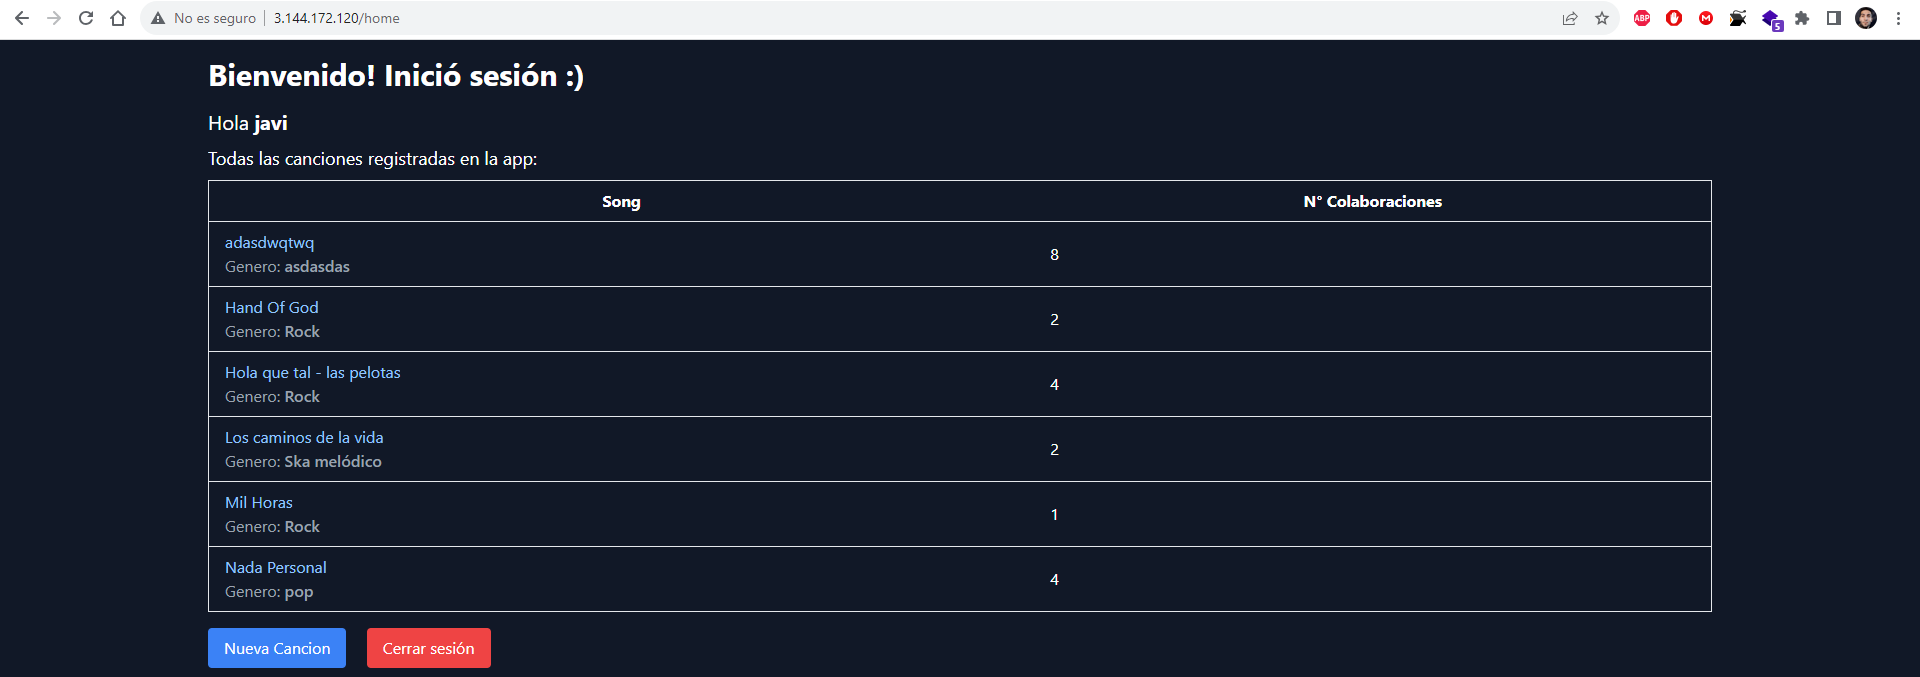 No es seguro | 3.144.172.120/home
ABP
5
Bienvenido! Inició sesión :)
Hola javi
Todas las canciones registradas en la app:
Song N° Colaboraciones
adasdwqtwq
Genero: asdasdas
8
Hand Of God
Genero: Rock
2
Hola que tal - las pelotas
Genero: Rock
4
Los caminos de la vida
Genero: Ska melódico
2
Mil Horas
Genero: Rock
1
Nada Personal
Genero: pop
4
Nueva Cancion Cerrar sesión